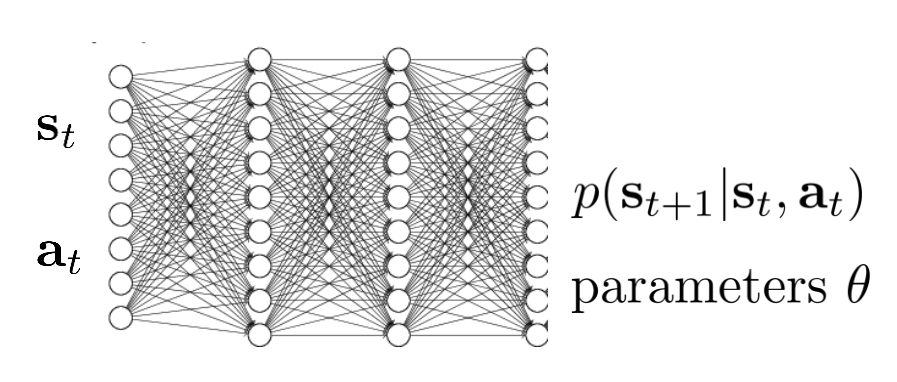 s_t
a_t
p(s_{t+1}|s_t, a_t)
parameters θ